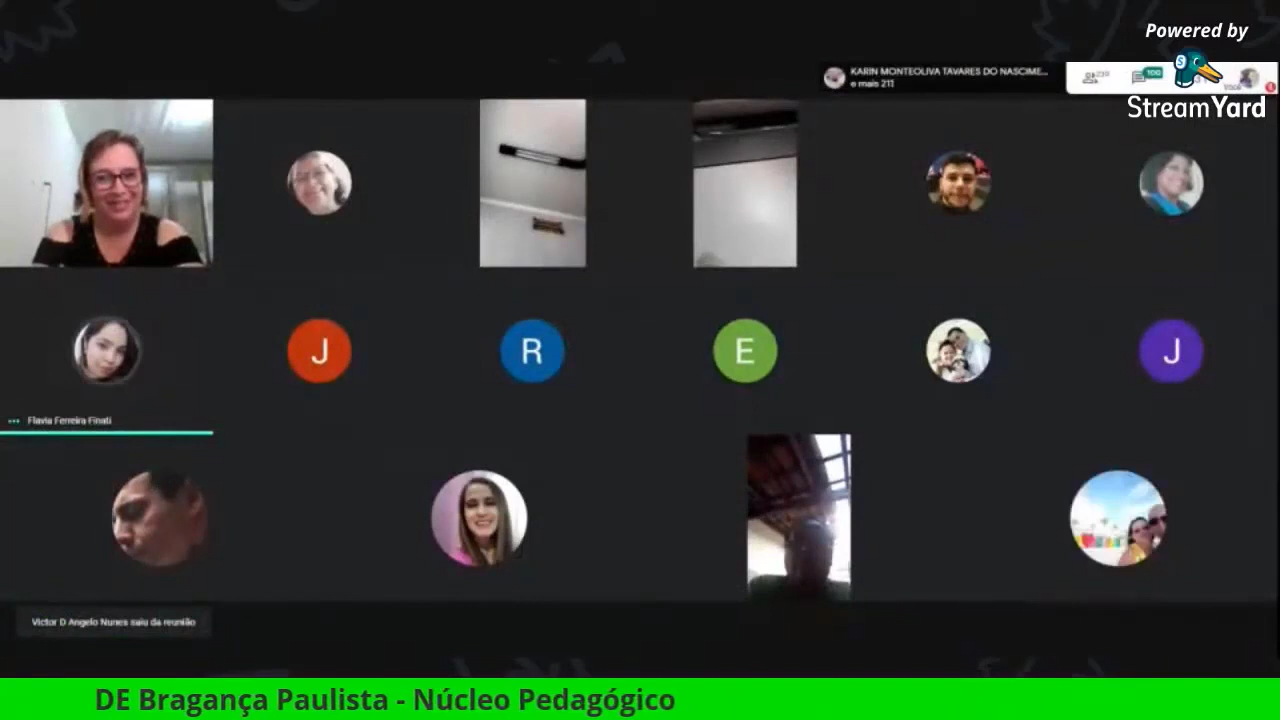 Powered by
StreamYard
KARIN MONTEOLIVA TAVARES DO NASCIME...
e mais 211
100
J
R
E
J
Flavia Ferreira Finati
Victor D Angelo Nunes saiu da reunião
DE Bragança Paulista - Núcleo Pedagógico